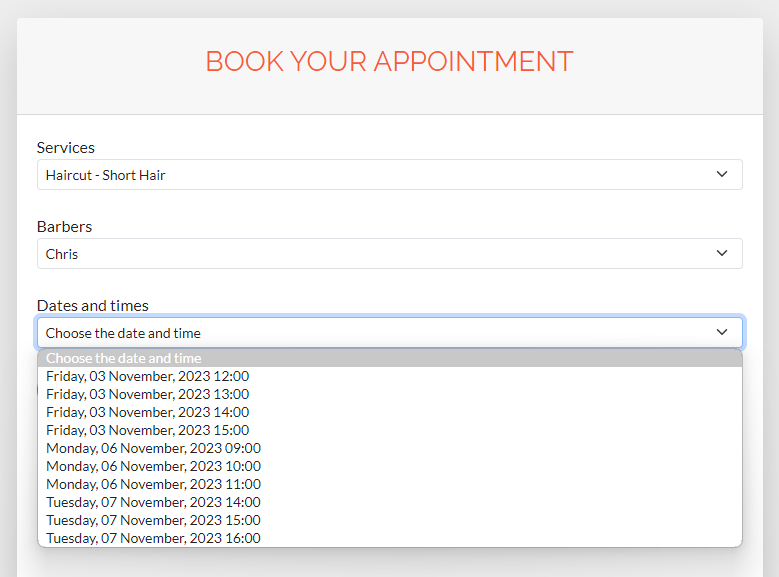 BOOK YOUR APPOINTMENT
Services
Haircut - Short Hair
Barbers
Chris
Dates and times
Choose the date and time
Choose the date and time
Friday, 03 November, 2023 12:00
Friday, 03 November, 2023 13:00
Friday, 03 November, 2023 14:00
Friday, 03 November, 2023 15:00
Monday, 06 November, 2023 09:00
Monday, 06 November, 2023 10:00
Monday, 06 November, 2023 11:00
Tuesday, 07 November, 2023 14:00
Tuesday, 07 November, 2023 15:00
Tuesday, 07 November, 2023 16:00